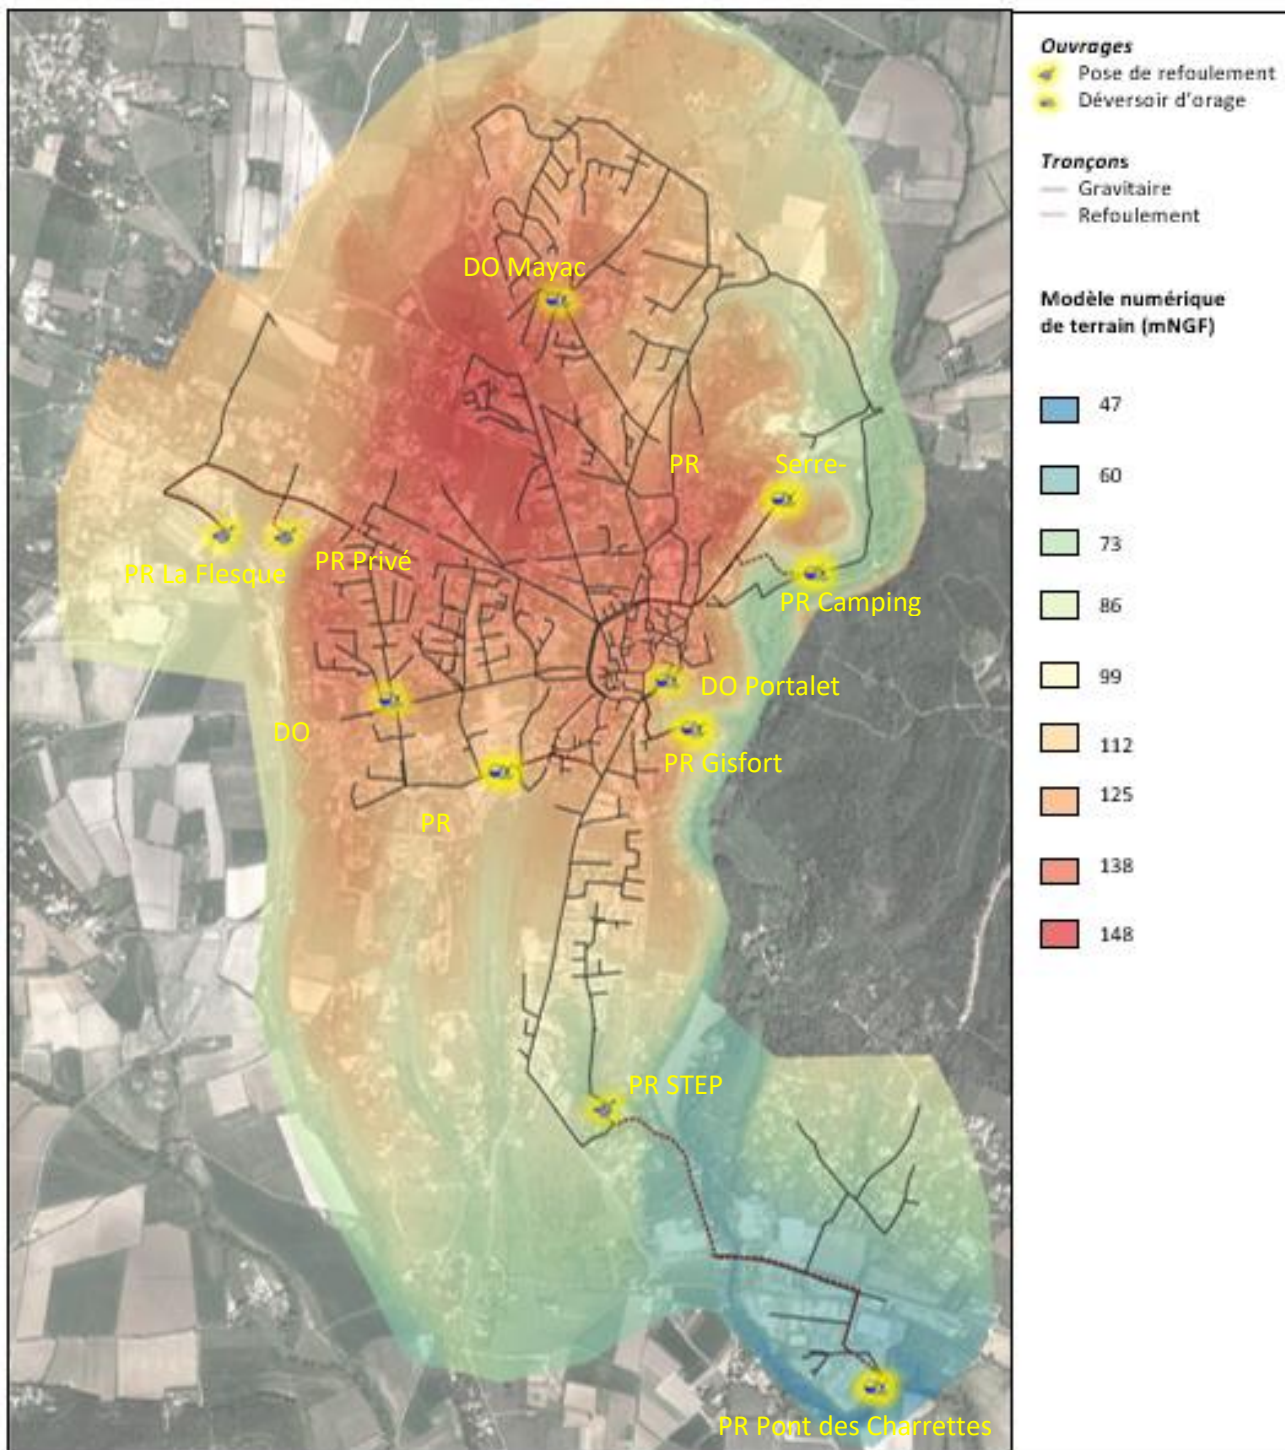 DO Mayac
PR
Serre-
PR Privé
PR La Flesque
PR Camping
DO Portalet
DO
PR Gisfort
PR
PR STEP
PR Pont des Charrettes
Ouvrages
Pose de refoulement
Déversoir d'orage
Tronçons
Gravitaire
Refoulement
Modèle numérique
de terrain (mNGF)
47
60
73
86
99
112
125
138
148